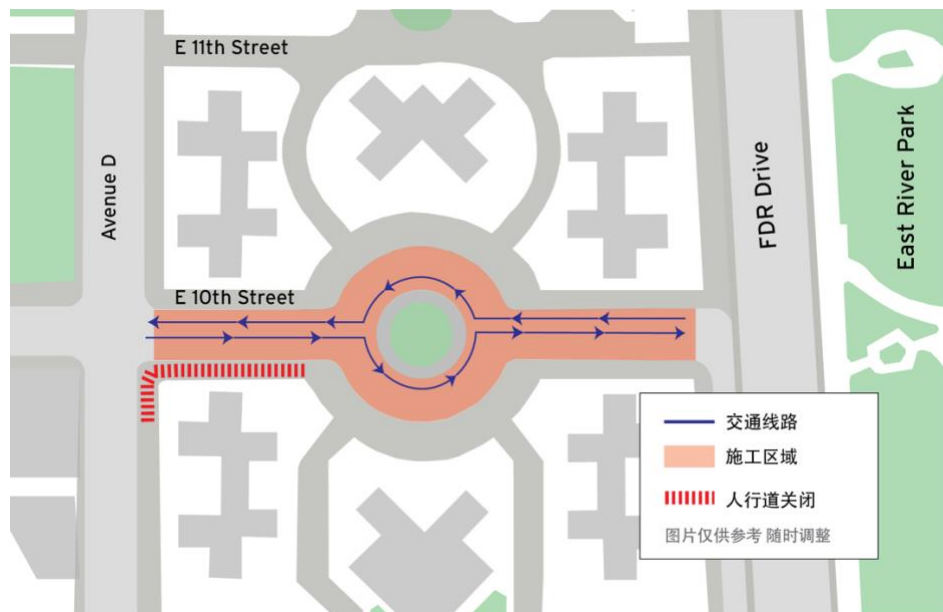 E 11th Street
Avenue D
FDR Drive
East River Park
E 10th Street
交通线路
施工区域
人行道关闭
图片仅供参考 随时调整